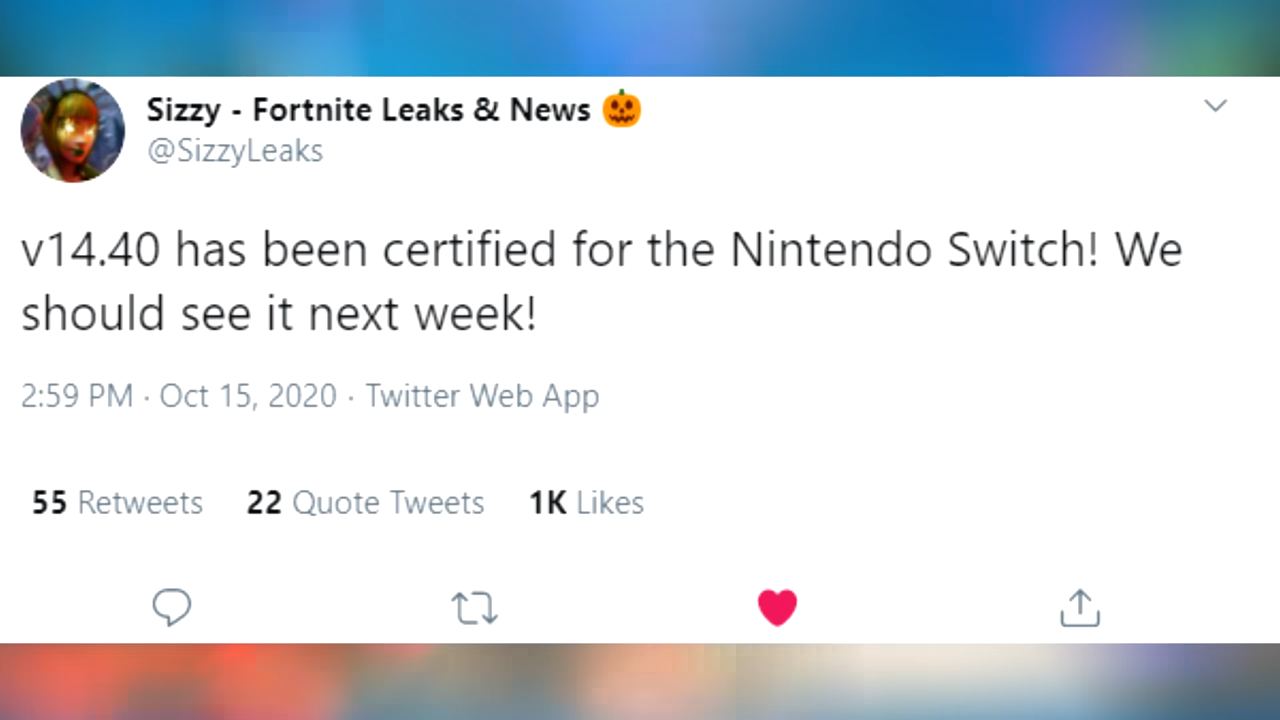 Sizzy - Fortnite Leaks & News 🎃
@SizzyLeaks
v14.40 has been certified for the Nintendo Switch! We
should see it next week!
2:59 PM · Oct 15, 2020 · Twitter Web App
55 Retweets 22 Quote Tweets 1K Likes